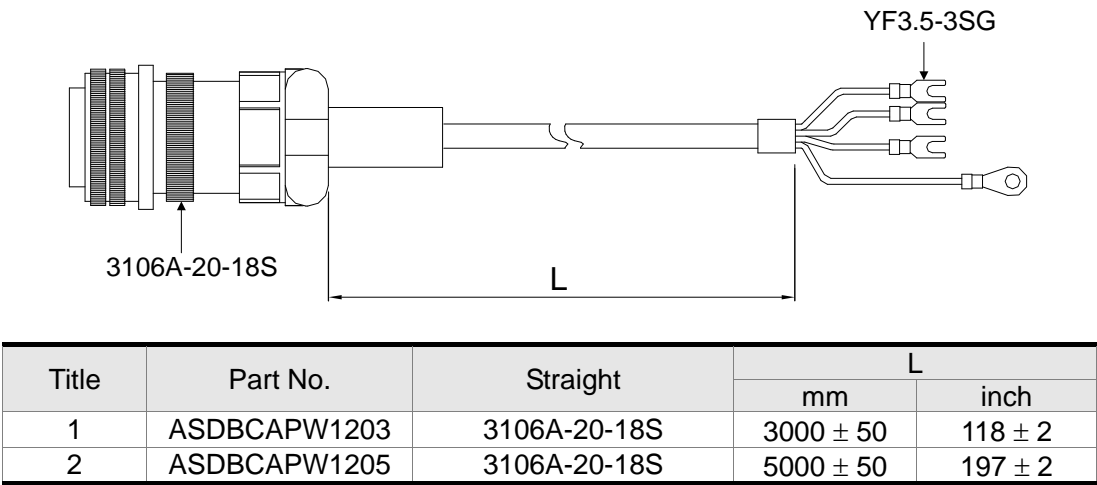 YF3.5-3SG
3106A-20-18S
L
Title Part No. Straight L
mm inch
1 ASDBCAPW1203 3106A-20-18S 3000 ± 50 118 ± 2
2 ASDBCAPW1205 3106A-20-18S 5000 ± 50 197 ± 2